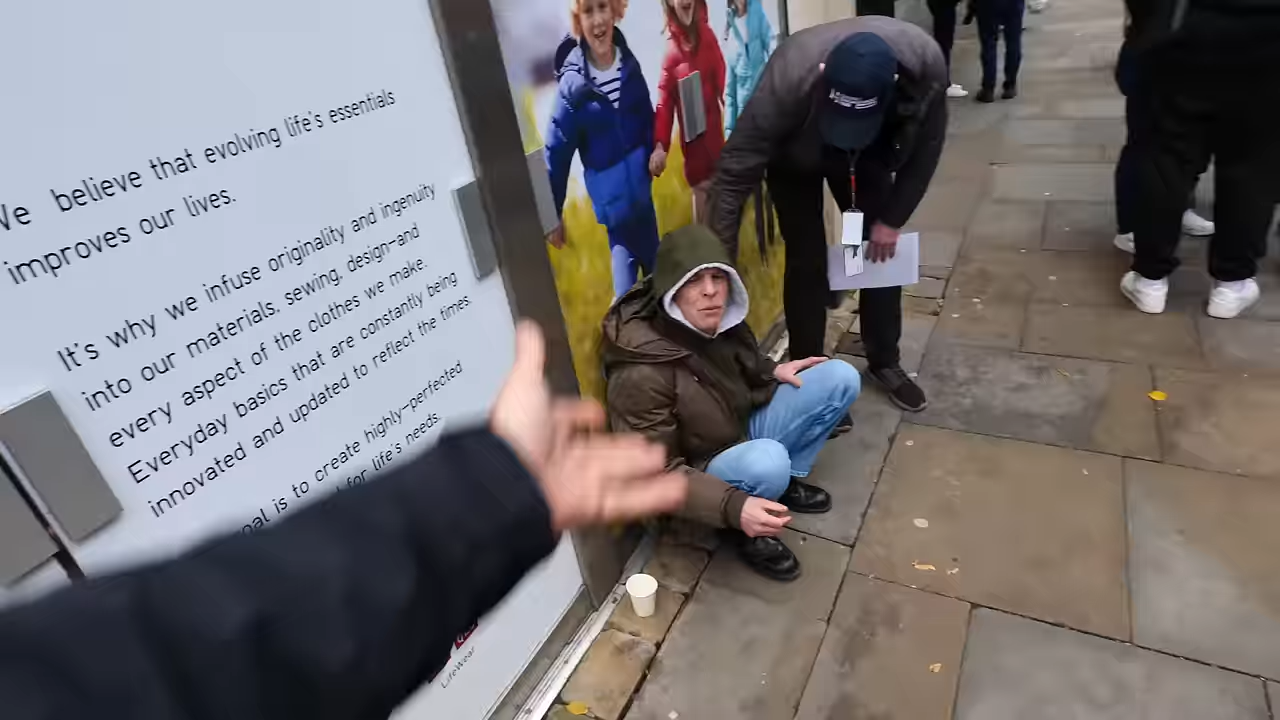 We believe that evolving life's essentials
improves our lives.
It's why we infuse originality and ingenuity
into our materials, sewing, design—and
every aspect of the clothes we make.
Everyday basics that are constantly being
innovated and updated to reflect the times.
goal is to create highly-perfected
for life's needs.
LifeWear